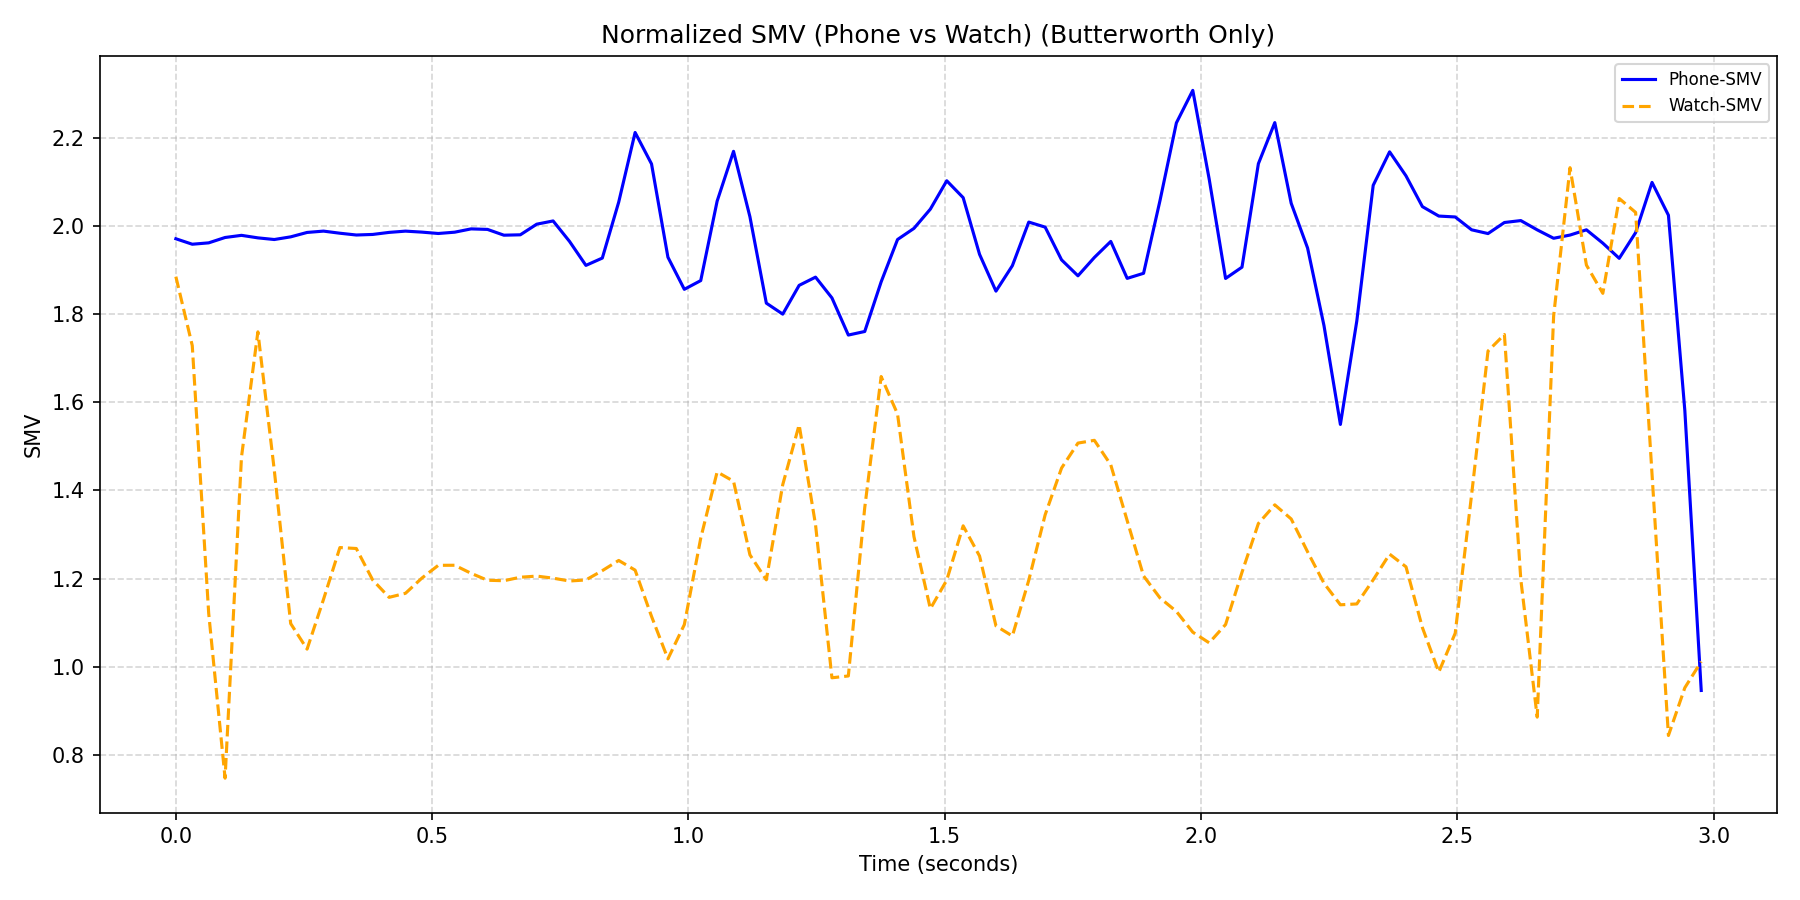 Normalized SMV (Phone vs Watch) (Butterworth Only)
Phone-SMV
Watch-SMV
SMV
2.2
2.0
1.8
1.6
1.4
1.2
1.0
0.8
0.0 0.5 1.0 1.5 2.0 2.5 3.0
Time (seconds)